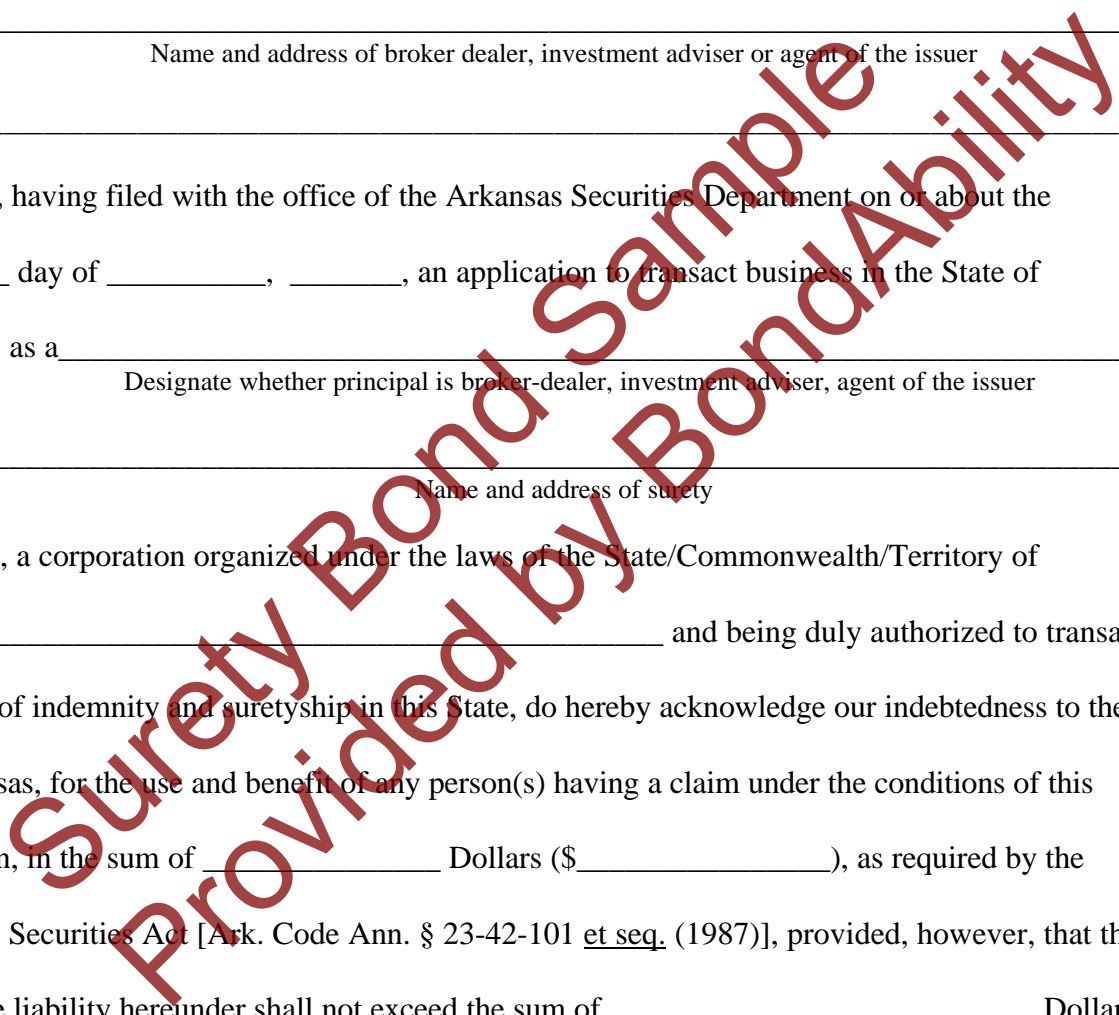 Name and address of broker dealer, investment adviser or agent of the issuer
, having filed with the office of the Arkansas Securities Department on or about the
_ day of __________, _______, an application to transact business in the State of
as a___________________________________________________________________
Designate whether principal is broker-dealer, investment adviser, agent of the issuer
Name and address of surety
, a corporation organized under the laws of the State/Commonwealth/Territory of
__________________________________________ and being duly authorized to transa
of indemnity and suretyship in this State, do hereby acknowledge our indebtedness to the
sas, for the use and benefit of any person(s) having a claim under the conditions of this
n, in the sum of _______________ Dollars ($________________), as required by the
Securities Act [Ark. Code Ann. § 23-42-101 et seq. (1987)], provided, however, that th
e liability hereunder shall not exceed the sum of ____________________________ Dollar
Surety Bond Sample
Provided by BondAbility